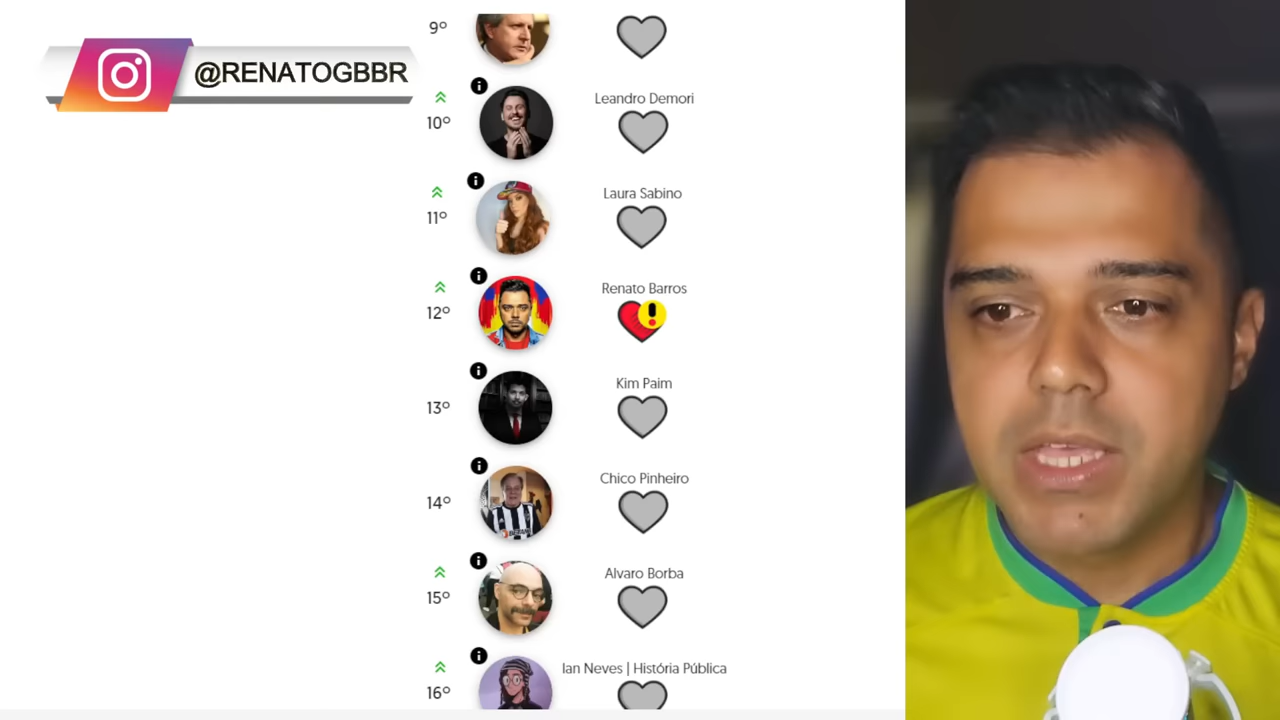 @RENATOGBBR
9º
Leandro Demori
10º
Laura Sabino
11º
Renato Barros
12º
Kim Paim
13º
Chico Pinheiro
14º
Alvaro Borba
15º
Ian Neves | História Pública
16º